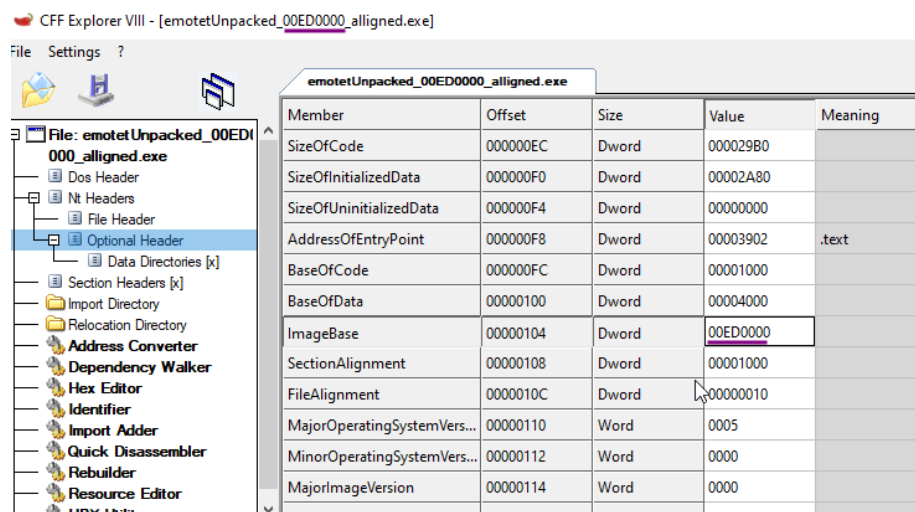 CFF Explorer VIII - [emotetUnpacked_00ED0000_alligned.exe]
File Settings ?
emotetUnpacked_00ED0000_alligned.exe
File: emotetUnpacked_00ED(
000_alligned.exe
Dos Header
Nt Headers
File Header
Optional Header
Data Directories [x]
Section Headers [x]
Import Directory
Relocation Directory
Address Converter
Dependency Walker
Hex Editor
Identifier
Import Adder
Quick Disassembler
Rebuilder
Resource Editor
Member Offset Size Value Meaning
SizeOfCode 000000EC Dword 000029B0
SizeOfInitializedData 000000F0 Dword 00002A80
SizeOfUninitializedData 000000F4 Dword 00000000
AddressOfEntryPoint 000000F8 Dword 00003902 .text
BaseOfCode 000000FC Dword 00001000
BaseOfData 00000100 Dword 00004000
ImageBase 00000104 Dword 00ED0000
SectionAlignment 00000108 Dword 00001000
FileAlignment 0000010C Dword 00000010
MajorOperatingSystemVers... 00000110 Word 0005
MinorOperatingSystemVers... 00000112 Word 0000
MajorImageVersion 00000114 Word 0000